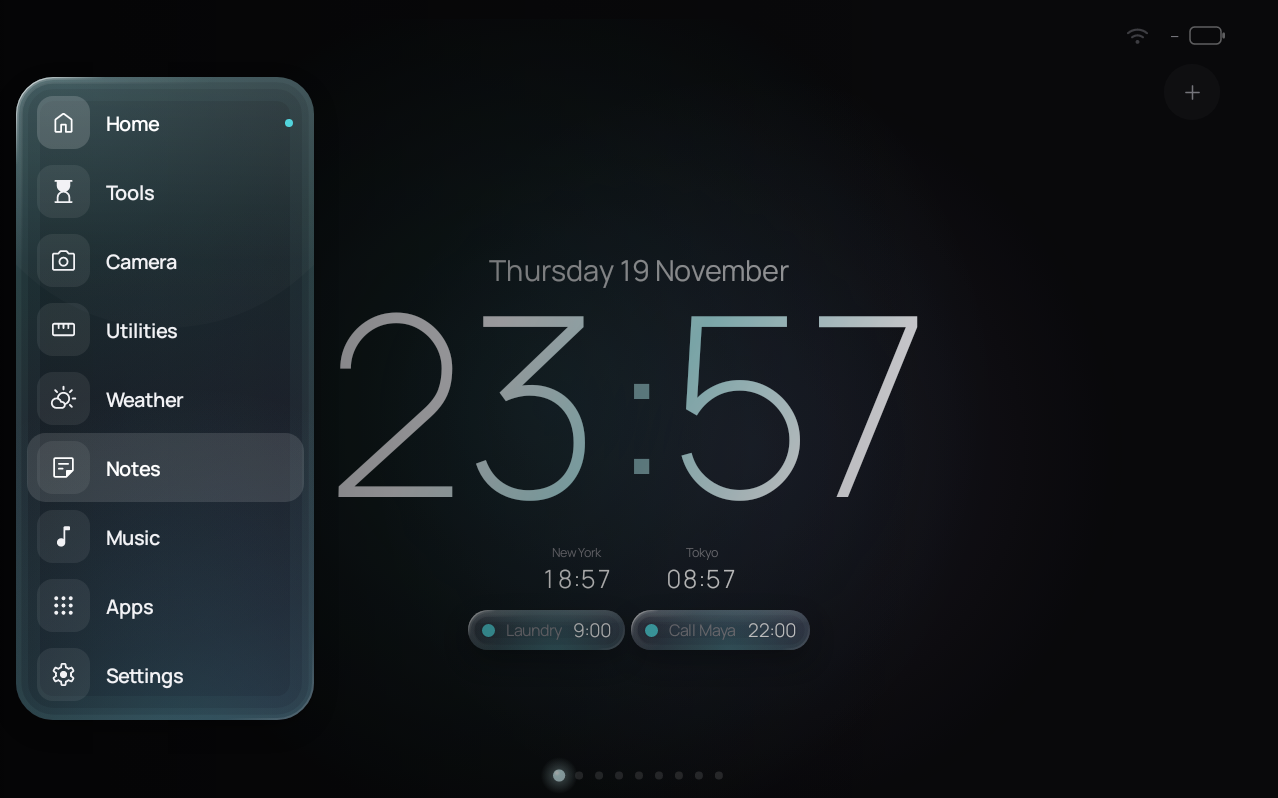 Home
Tools
Camera
Utilities
Weather
Notes
Music
Apps
Settings
–
+
Thursday 19 November
23:57
New York
18:57
Tokyo
08:57
Laundry 9:00
Call Maya 22:00